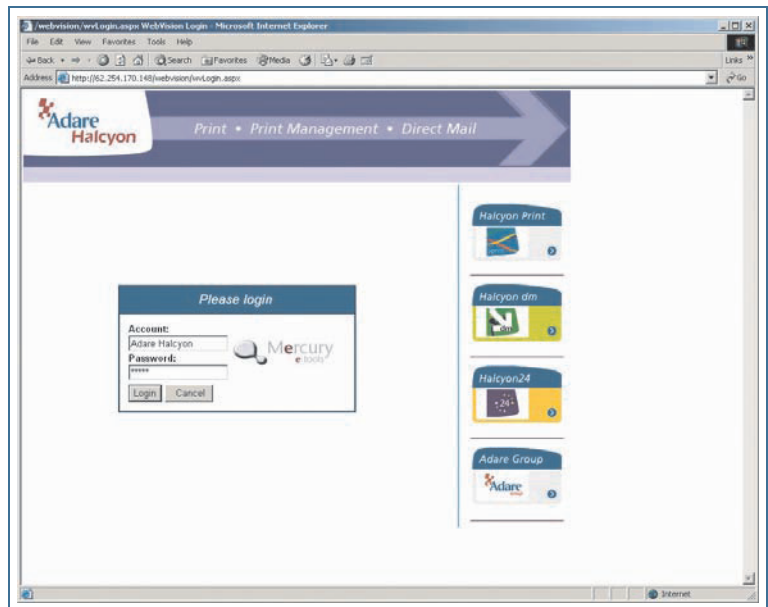 /webvision/wvLogin.aspx WebVision Login - Microsoft Internet Explorer
File Edit View Favorites Tools Help
Back Search Favorites Media Links »
Address http://62.254.170.148/webvision/wvLogin.aspx Go
Adare
Halcyon
Print • Print Management • Direct Mail
Halcyon Print
Please login
Account:
Adare Halcyon
Password:
*****
Mercury
e tools
Login Cancel
Halcyon dm
dm
Halcyon24
24
Adare Group
Adare
Internet